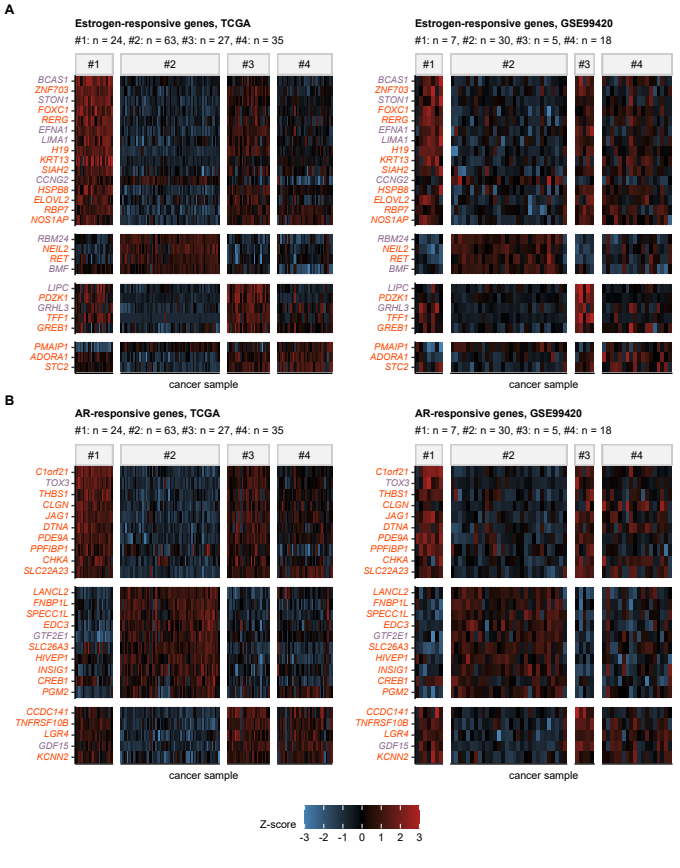 A
Estrogen-responsive genes, TCGA
#1: n = 24, #2: n = 63, #3: n = 27, #4: n = 35
#1 #2 #3 #4
BCAS1
ZNF703
STON1
FOXC1
RERG
EFNA1
LIMA1
H19
KRT13
SIAH2
CCNG2
HSPB8
ELOVL2
RBP7
NOS1AP
RBM24
NEIL2
RET
BMF
LIPC
PDZK1
GRHL3
TFF1
GREB1
PMAIP1
ADORA1
STC2
cancer sample
Estrogen-responsive genes, GSE99420
#1: n = 7, #2: n = 30, #3: n = 5, #4: n = 18
#1 #2 #3 #4
BCAS1
ZNF703
STON1
FOXC1
RERG
EFNA1
LIMA1
H19
KRT13
SIAH2
CCNG2
HSPB8
ELOVL2
RBP7
NOS1AP
RBM24
NEIL2
RET
BMF
LIPC
PDZK1
GRHL3
TFF1
GREB1
PMAIP1
ADORA1
STC2
cancer sample
B
AR-responsive genes, TCGA
#1: n = 24, #2: n = 63, #3: n = 27, #4: n = 35
#1 #2 #3 #4
C1orf21
TOX3
THBS1
CLGN
JAG1
DTNA
PDE9A
PPFIBP1
CHKA
SLC22A23
LANCL2
FNBP1L
SPECC1L
EDC3
GTF2E1
SLC26A3
HIVEP1
INSIG1
CREB1
PGM2
CCDC141
TNFRSF10B
LGR4
GDF15
KCNN2
cancer sample
AR-responsive genes, GSE99420
#1: n = 7, #2: n = 30, #3: n = 5, #4: n = 18
#1 #2 #3 #4
C1orf21
TOX3
THBS1
CLGN
JAG1
DTNA
PDE9A
PPFIBP1
CHKA
SLC22A23
LANCL2
FNBP1L
SPECC1L
EDC3
GTF2E1
SLC26A3
HIVEP1
INSIG1
CREB1
PGM2
CCDC141
TNFRSF10B
LGR4
GDF15
KCNN2
cancer sample
Z-score
-3 -2 -1 0 1 2 3